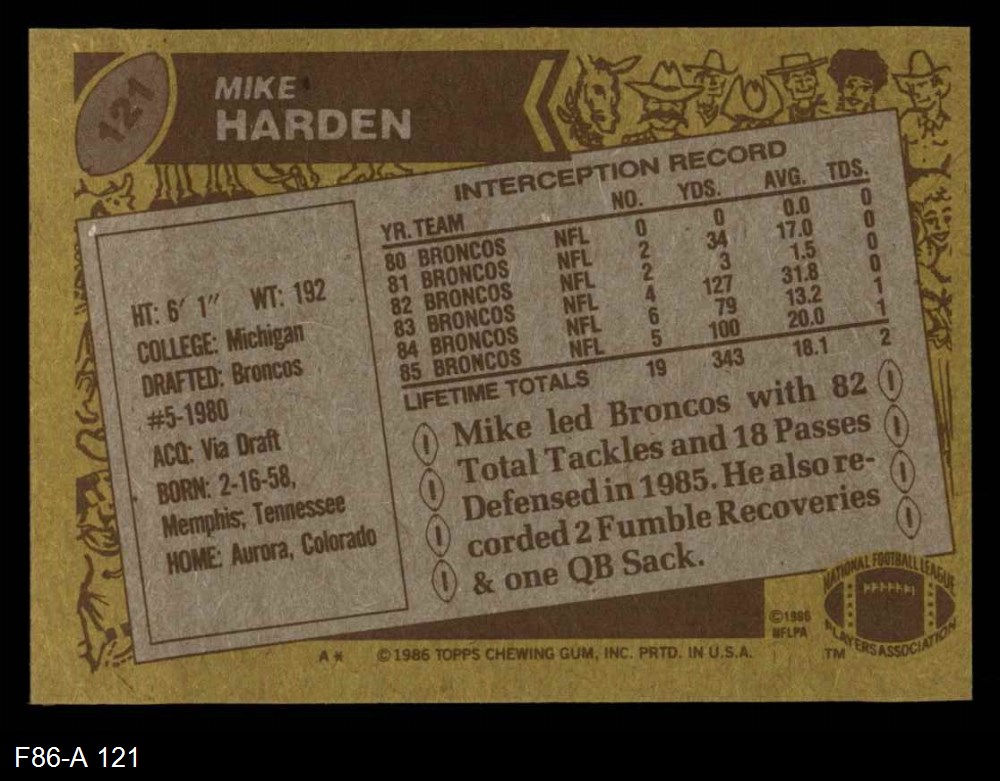 121
MIKE
HARDEN
INTERCEPTION RECORD
YR. TEAM NO. YDS. AVG. TDS.
80 BRONCOS NFL 0 0 0.0 0
81 BRONCOS NFL 2 34 17.0 0
82 BRONCOS NFL 2 3 1.5 0
83 BRONCOS NFL 4 127 31.8 0
84 BRONCOS NFL 6 79 13.2 1
85 BRONCOS NFL 5 100 20.0 1
LIFETIME TOTALS 19 343 18.1 2
HT: 6' 1" WT: 192
COLLEGE: Michigan
DRAFTED: Broncos
#5-1980
ACQ: Via Draft
BORN: 2-16-58,
Memphis, Tennessee
HOME: Aurora, Colorado
Mike led Broncos with 82
Total Tackles and 18 Passes
Defensed in 1985. He also re-
corded 2 Fumble Recoveries
& one QB Sack.
©1986
NFLPA
NATIONAL FOOTBALL LEAGUE
PLAYERS ASSOCIATION
TM
A* ©1986 TOPPS CHEWING GUM, INC. PRTD. IN U.S.A.
F86-A 121